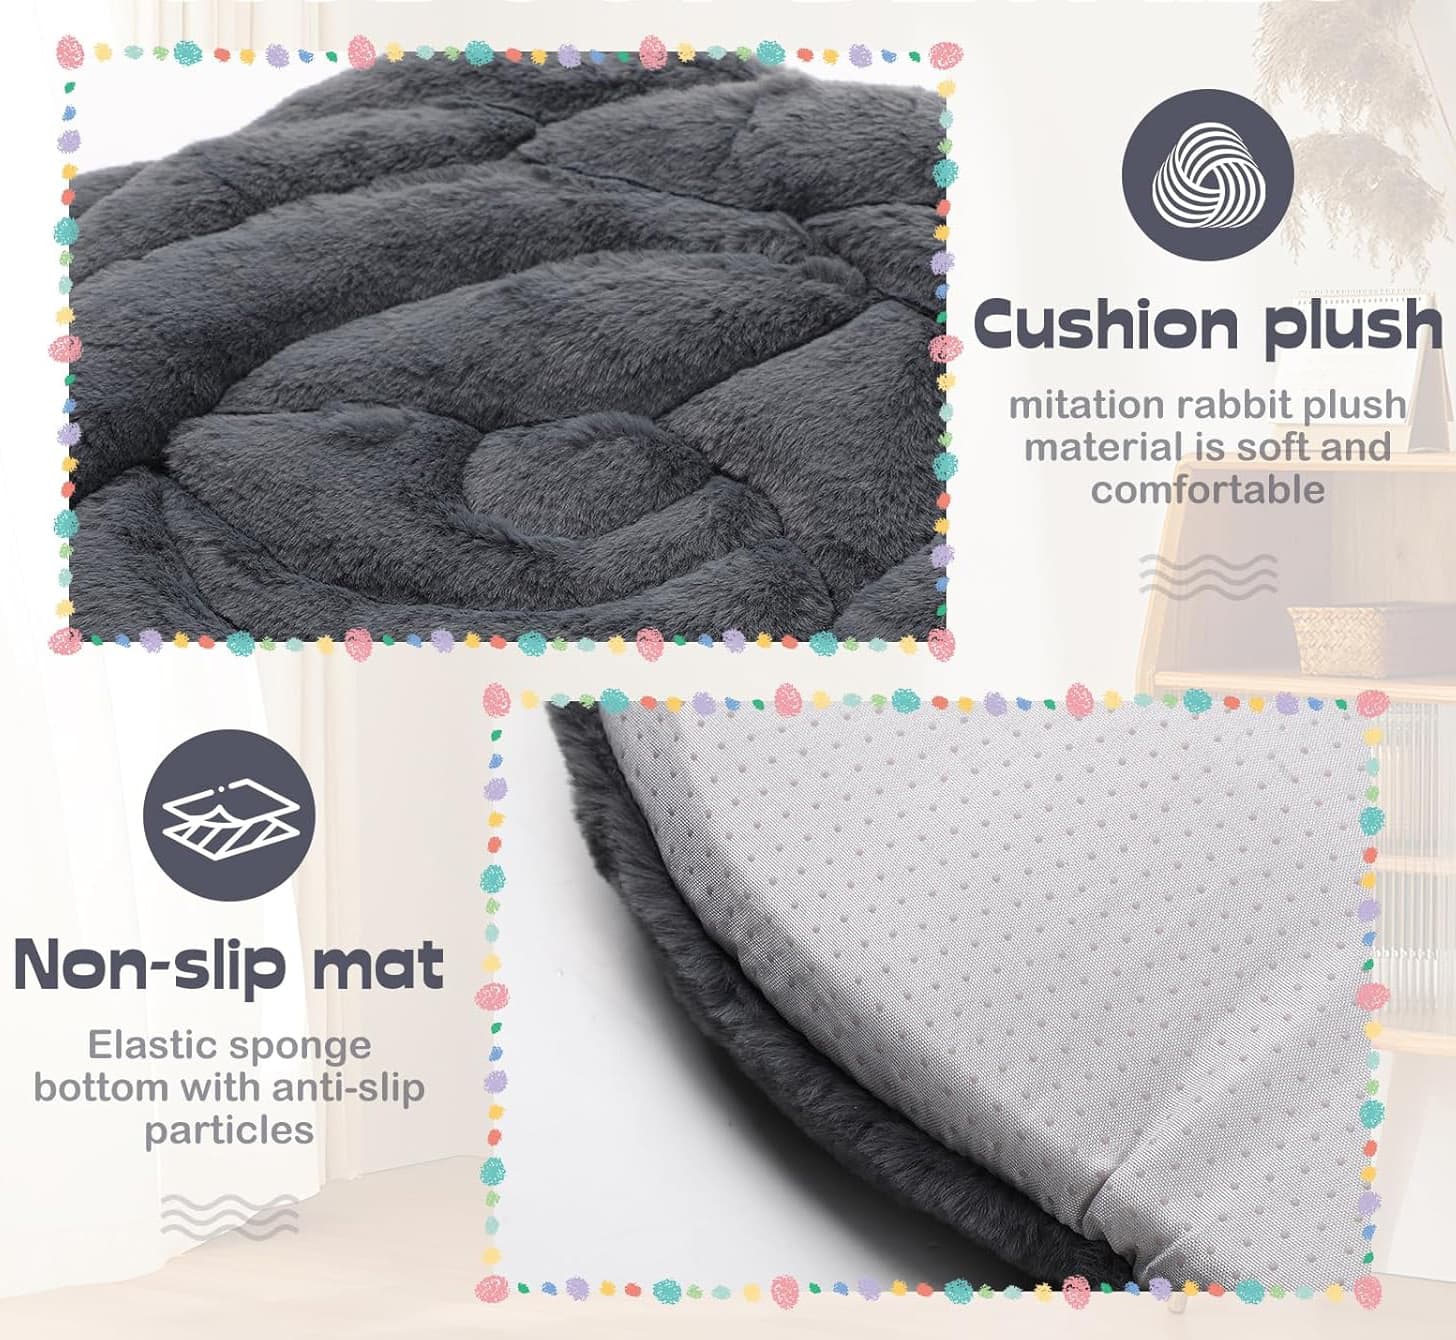 Cushion plush
mitation rabbit plush
material is soft and
comfortable
Non-slip mat
Elastic sponge
bottom with anti-slip
particles